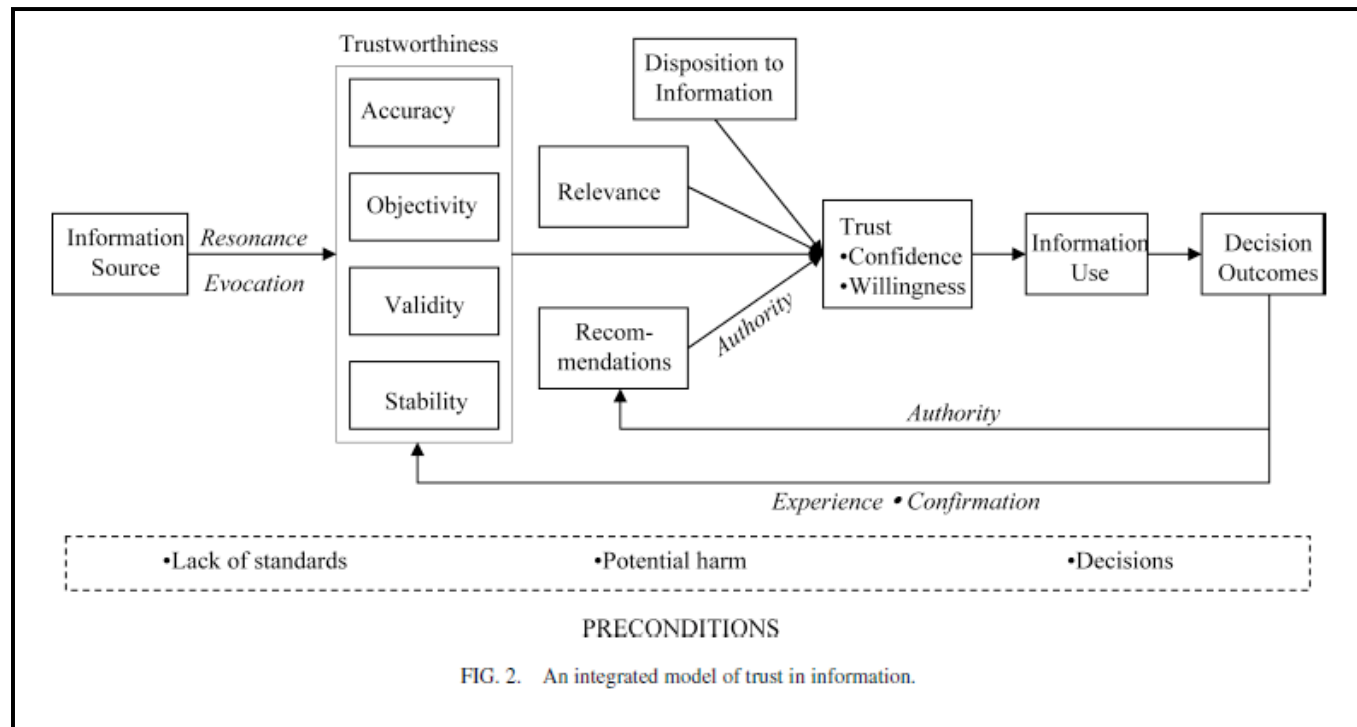 Trustworthiness
Accuracy
Objectivity
Validity
Stability
Information
Source
Resonance
Evocation
Disposition to
Information
Relevance
Recom-
mendations
Authority
Trust
•Confidence
•Willingness
Information
Use
Decision
Outcomes
Authority
Experience • Confirmation
•Lack of standards
•Potential harm
•Decisions
PRECONDITIONS
FIG. 2. An integrated model of trust in information.